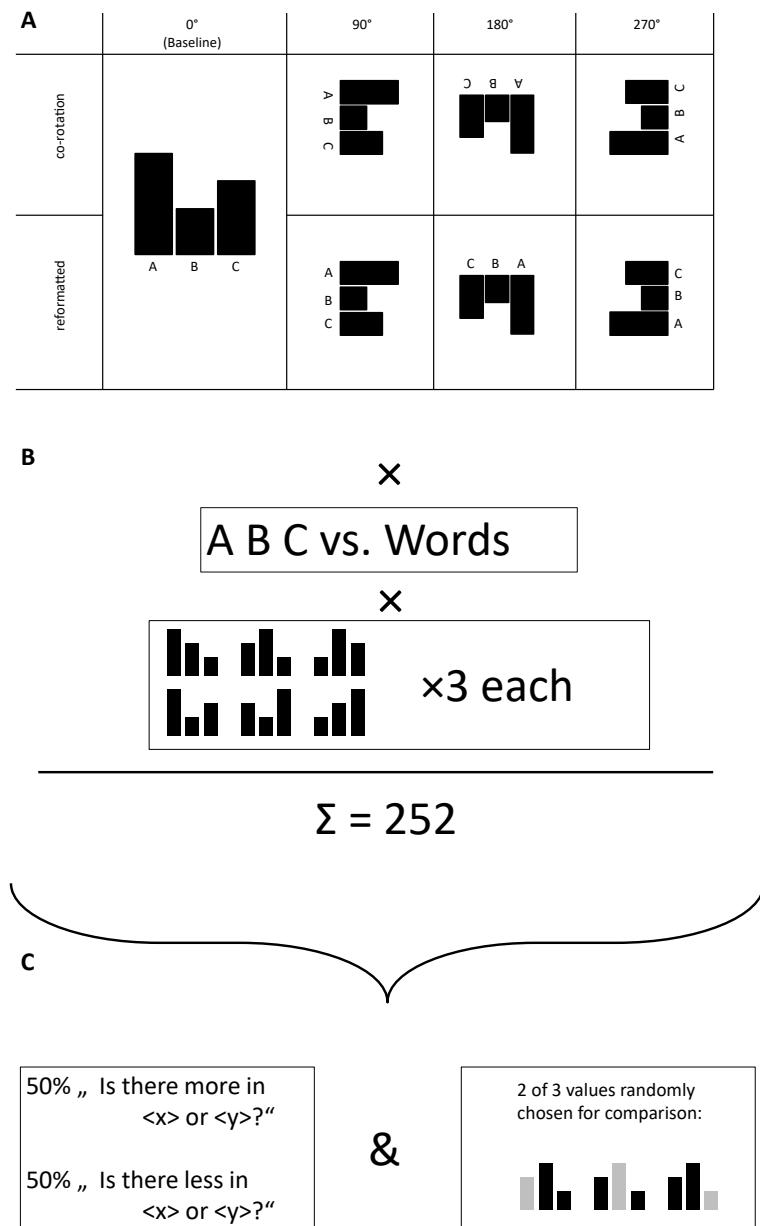 A
0°
(Baseline)
90°
180°
270°
co-rotation
A
B
C
A
B
C
C
B
A
C
B
A
reformatted
A
B
C
C
B
A
C
B
A
B
×
A B C vs. Words
×
×3 each
Σ = 252
C
50% „ Is there more in
<x> or <y>?“
50% „ Is there less in
<x> or <y>?“
&
2 of 3 values randomly
chosen for comparison: